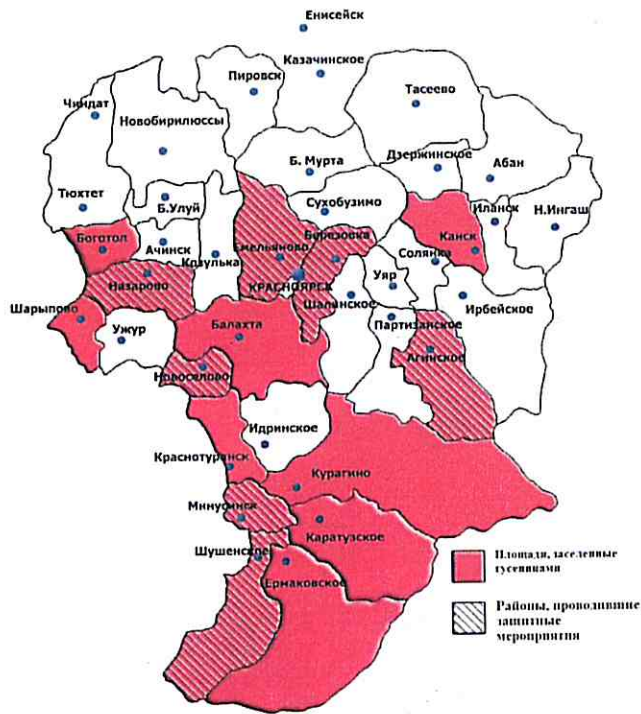 Енисейск
Казачинское
Пировск
Тасеево
Чиндат
Новобирилюссы
Дзержинское
Б. Мурта
Абан
Тюхтет
Б.Улуй
Сухобузимо
Иланск
Н.Ингаш
Боготол
Ачинск
Козулька
Емельяново
Березовка
Канск
Солянка
Назарово
КРАСНОЯРСК
Уяр
Шалинское
Ирбейское
Шарыпово
Ужур
Балахта
Партизанское
Агинское
Новоселово
Идринское
Краснотуранск
Курагино
Минусинск
Каратузское
Шушенское
Ермаковское
Площади, заселенные
гусеницами
Районы, проводившие
защитные
мероприятия